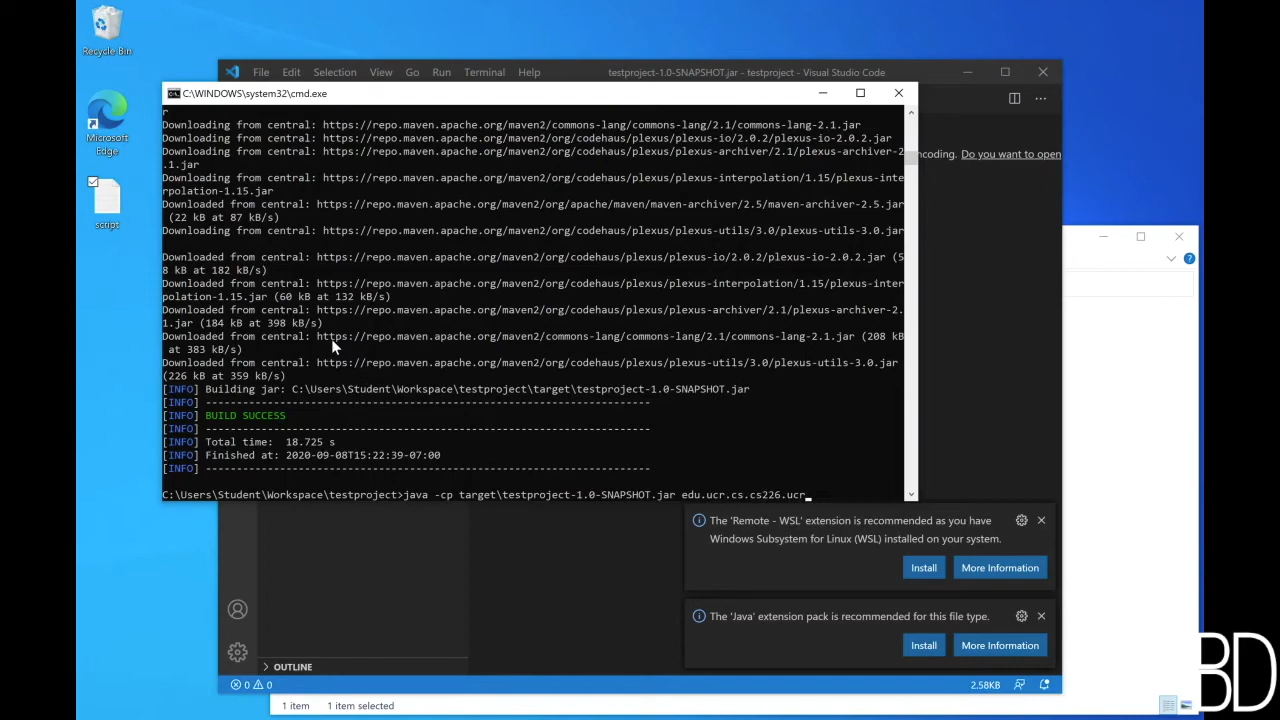 Recycle Bin
Microsoft
Edge
script
File Edit Selection View Go Run Terminal Help
testproject-1.0-SNAPSHOT.jar - testproject - Visual Studio Code
C:\WINDOWS\system32\cmd.exe
r
Downloading from central: https://repo.maven.apache.org/maven2/commons-lang/commons-lang/2.1/commons-lang-2.1.jar
Downloading from central: https://repo.maven.apache.org/maven2/org/codehaus/plexus/plexus-io/2.0.2/plexus-io-2.0.2.jar
Downloading from central: https://repo.maven.apache.org/maven2/org/codehaus/plexus/plexus-archiver/2.1/plexus-archiver-2
.1.jar
Downloading from central: https://repo.maven.apache.org/maven2/org/codehaus/plexus/plexus-interpolation/1.15/plexus-inte
rpolation-1.15.jar
Downloaded from central: https://repo.maven.apache.org/maven2/org/apache/maven/maven-archiver/2.5/maven-archiver-2.5.jar
(22 kB at 87 kB/s)
Downloading from central: https://repo.maven.apache.org/maven2/org/codehaus/plexus/plexus-utils/3.0/plexus-utils-3.0.jar
Downloaded from central: https://repo.maven.apache.org/maven2/org/codehaus/plexus/plexus-io/2.0.2/plexus-io-2.0.2.jar (5
8 kB at 182 kB/s)
Downloaded from central: https://repo.maven.apache.org/maven2/org/codehaus/plexus/plexus-interpolation/1.15/plexus-inter
polation-1.15.jar (60 kB at 132 kB/s)
Downloaded from central: https://repo.maven.apache.org/maven2/org/codehaus/plexus/plexus-archiver/2.1/plexus-archiver-2.
1.jar (184 kB at 398 kB/s)
Downloaded from central: https://repo.maven.apache.org/maven2/commons-lang/commons-lang/2.1/commons-lang-2.1.jar (208 kB
at 383 kB/s)
Downloaded from central: https://repo.maven.apache.org/maven2/org/codehaus/plexus/plexus-utils/3.0/plexus-utils-3.0.jar
(226 kB at 359 kB/s)
[INFO] Building jar: C:\Users\Student\Workspace\testproject\target\testproject-1.0-SNAPSHOT.jar
[INFO] ------------------------------------------------------------------------
[INFO] BUILD SUCCESS
[INFO] ------------------------------------------------------------------------
[INFO] Total time:  18.725 s
[INFO] Finished at: 2020-09-08T15:22:39-07:00
[INFO] ------------------------------------------------------------------------
C:\Users\Student\Workspace\testproject>java -cp target\testproject-1.0-SNAPSHOT.jar edu.ucr.cs.cs226.ucr_
ncoding. Do you want to open
The 'Remote - WSL' extension is recommended as you have
Windows Subsystem for Linux (WSL) installed on your system.
Install More Information
The 'Java' extension pack is recommended for this file type.
Install More Information
OUTLINE
0 0
2.58KB
1 item 1 item selected
BD